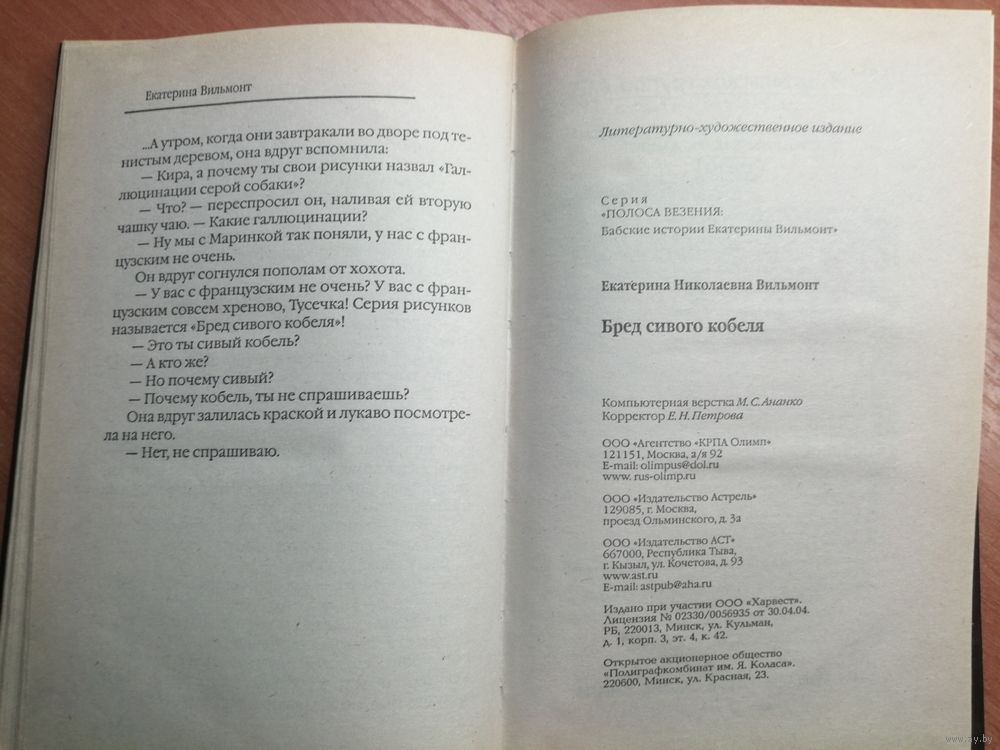 Екатерина Вильмонт
...А утром, когда они завтракали во дворе под те-
нистым деревом, она вдруг вспомнила:
— Кира, а почему ты свои рисунки назвал «Гал-
люцинации серой собаки»?
— Что? — переспросил он, наливая ей вторую
чашку чаю. — Какие галлюцинации?
— Ну мы с Маринкой так поняли, у нас с фран-
цузским не очень.
Он вдруг согнулся пополам от хохота.
— У вас с французским не очень? У вас с фран-
цузским совсем хреново, Тусечка! Серия рисунков
называется «Бред сивого кобеля»!
— Это ты сивый кобель?
— А кто же?
— Но почему сивый?
— Почему кобель, ты не спрашиваешь?
Она вдруг залилась краской и лукаво посмотре-
ла на него.
— Нет, не спрашиваю.
Литературно-художественное издание
Серия
«ПОЛОСА ВЕЗЕНИЯ:
Бабские истории Екатерины Вильмонт»
Екатерина Николаевна Вильмонт
Бред сивого кобеля
Компьютерная верстка М. С. Ананко
Корректор Е. Н. Петрова
ООО «Агентство «КРПА Олимп»
121151, Москва, а/я 92
E-mail: olimpus@dol.ru
www. rus-olimp.ru
ООО «Издательство Астрель»
129085, г. Москва,
проезд Ольминского, д. 3а
ООО «Издательство АСТ»
667000, Республика Тыва,
г. Кызыл, ул. Кочетова, д. 93
www.ast.ru
E-mail: astpub@aha.ru
Издано при участии ООО «Харвест».
Лицензия № 02330/0056935 от 30.04.04.
РБ, 220013, Минск, ул. Кульман,
д. 1, корп. 3, эт. 4, к. 42.
Открытое акционерное общество
«Полиграфкомбинат им. Я. Коласа».
220600, Минск, ул. Красная, 23.
www.ay.by